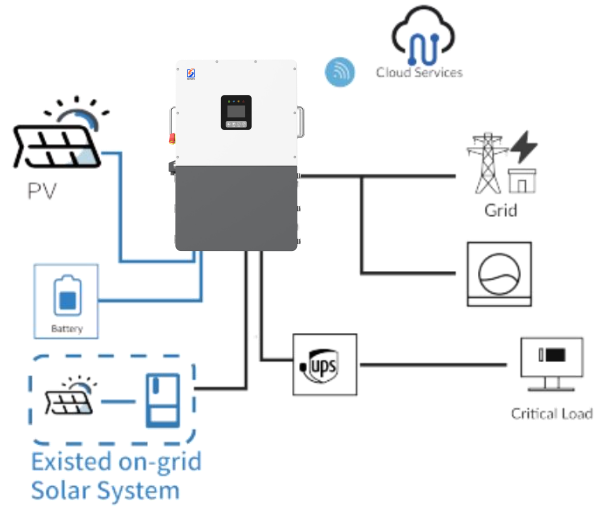 Cloud Services
PV
Grid
Battery
ups
Critical Load
Existed on-grid
Solar System